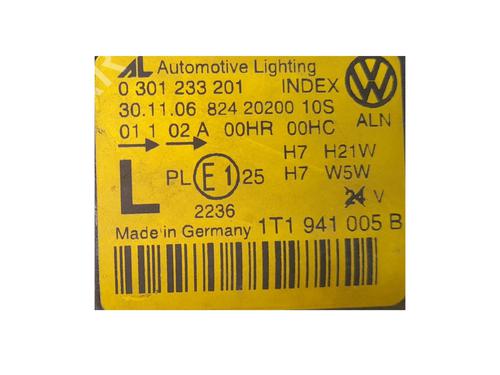 AL Automotive Lighting
0 301 233 201 INDEX
30.11.06 824 20200 10S
01 1 02 A 00HR 00HC ALN
H7 H21W
L PL E1 25 H7 W5W
2236 24 V
Made in Germany 1T1 941 005 B